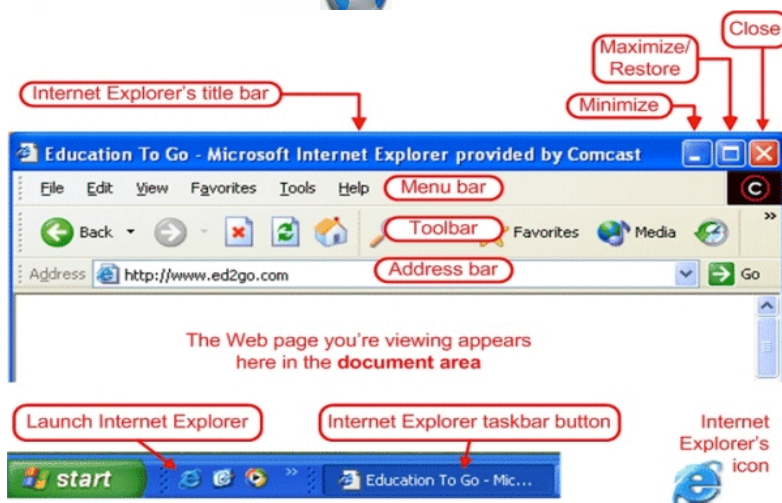 Close
Maximize/
Restore
Internet Explorer's title bar
Minimize
Education To Go - Microsoft Internet Explorer provided by Comcast
File Edit View Favorites Tools Help Menu bar
C
Back Toolbar Favorites Media »
Address http://www.ed2go.com Address bar Go
The Web page you're viewing appears
here in the document area
Launch Internet Explorer
Internet Explorer taskbar button
Internet
Explorer's
icon
start » Education To Go - Mic...